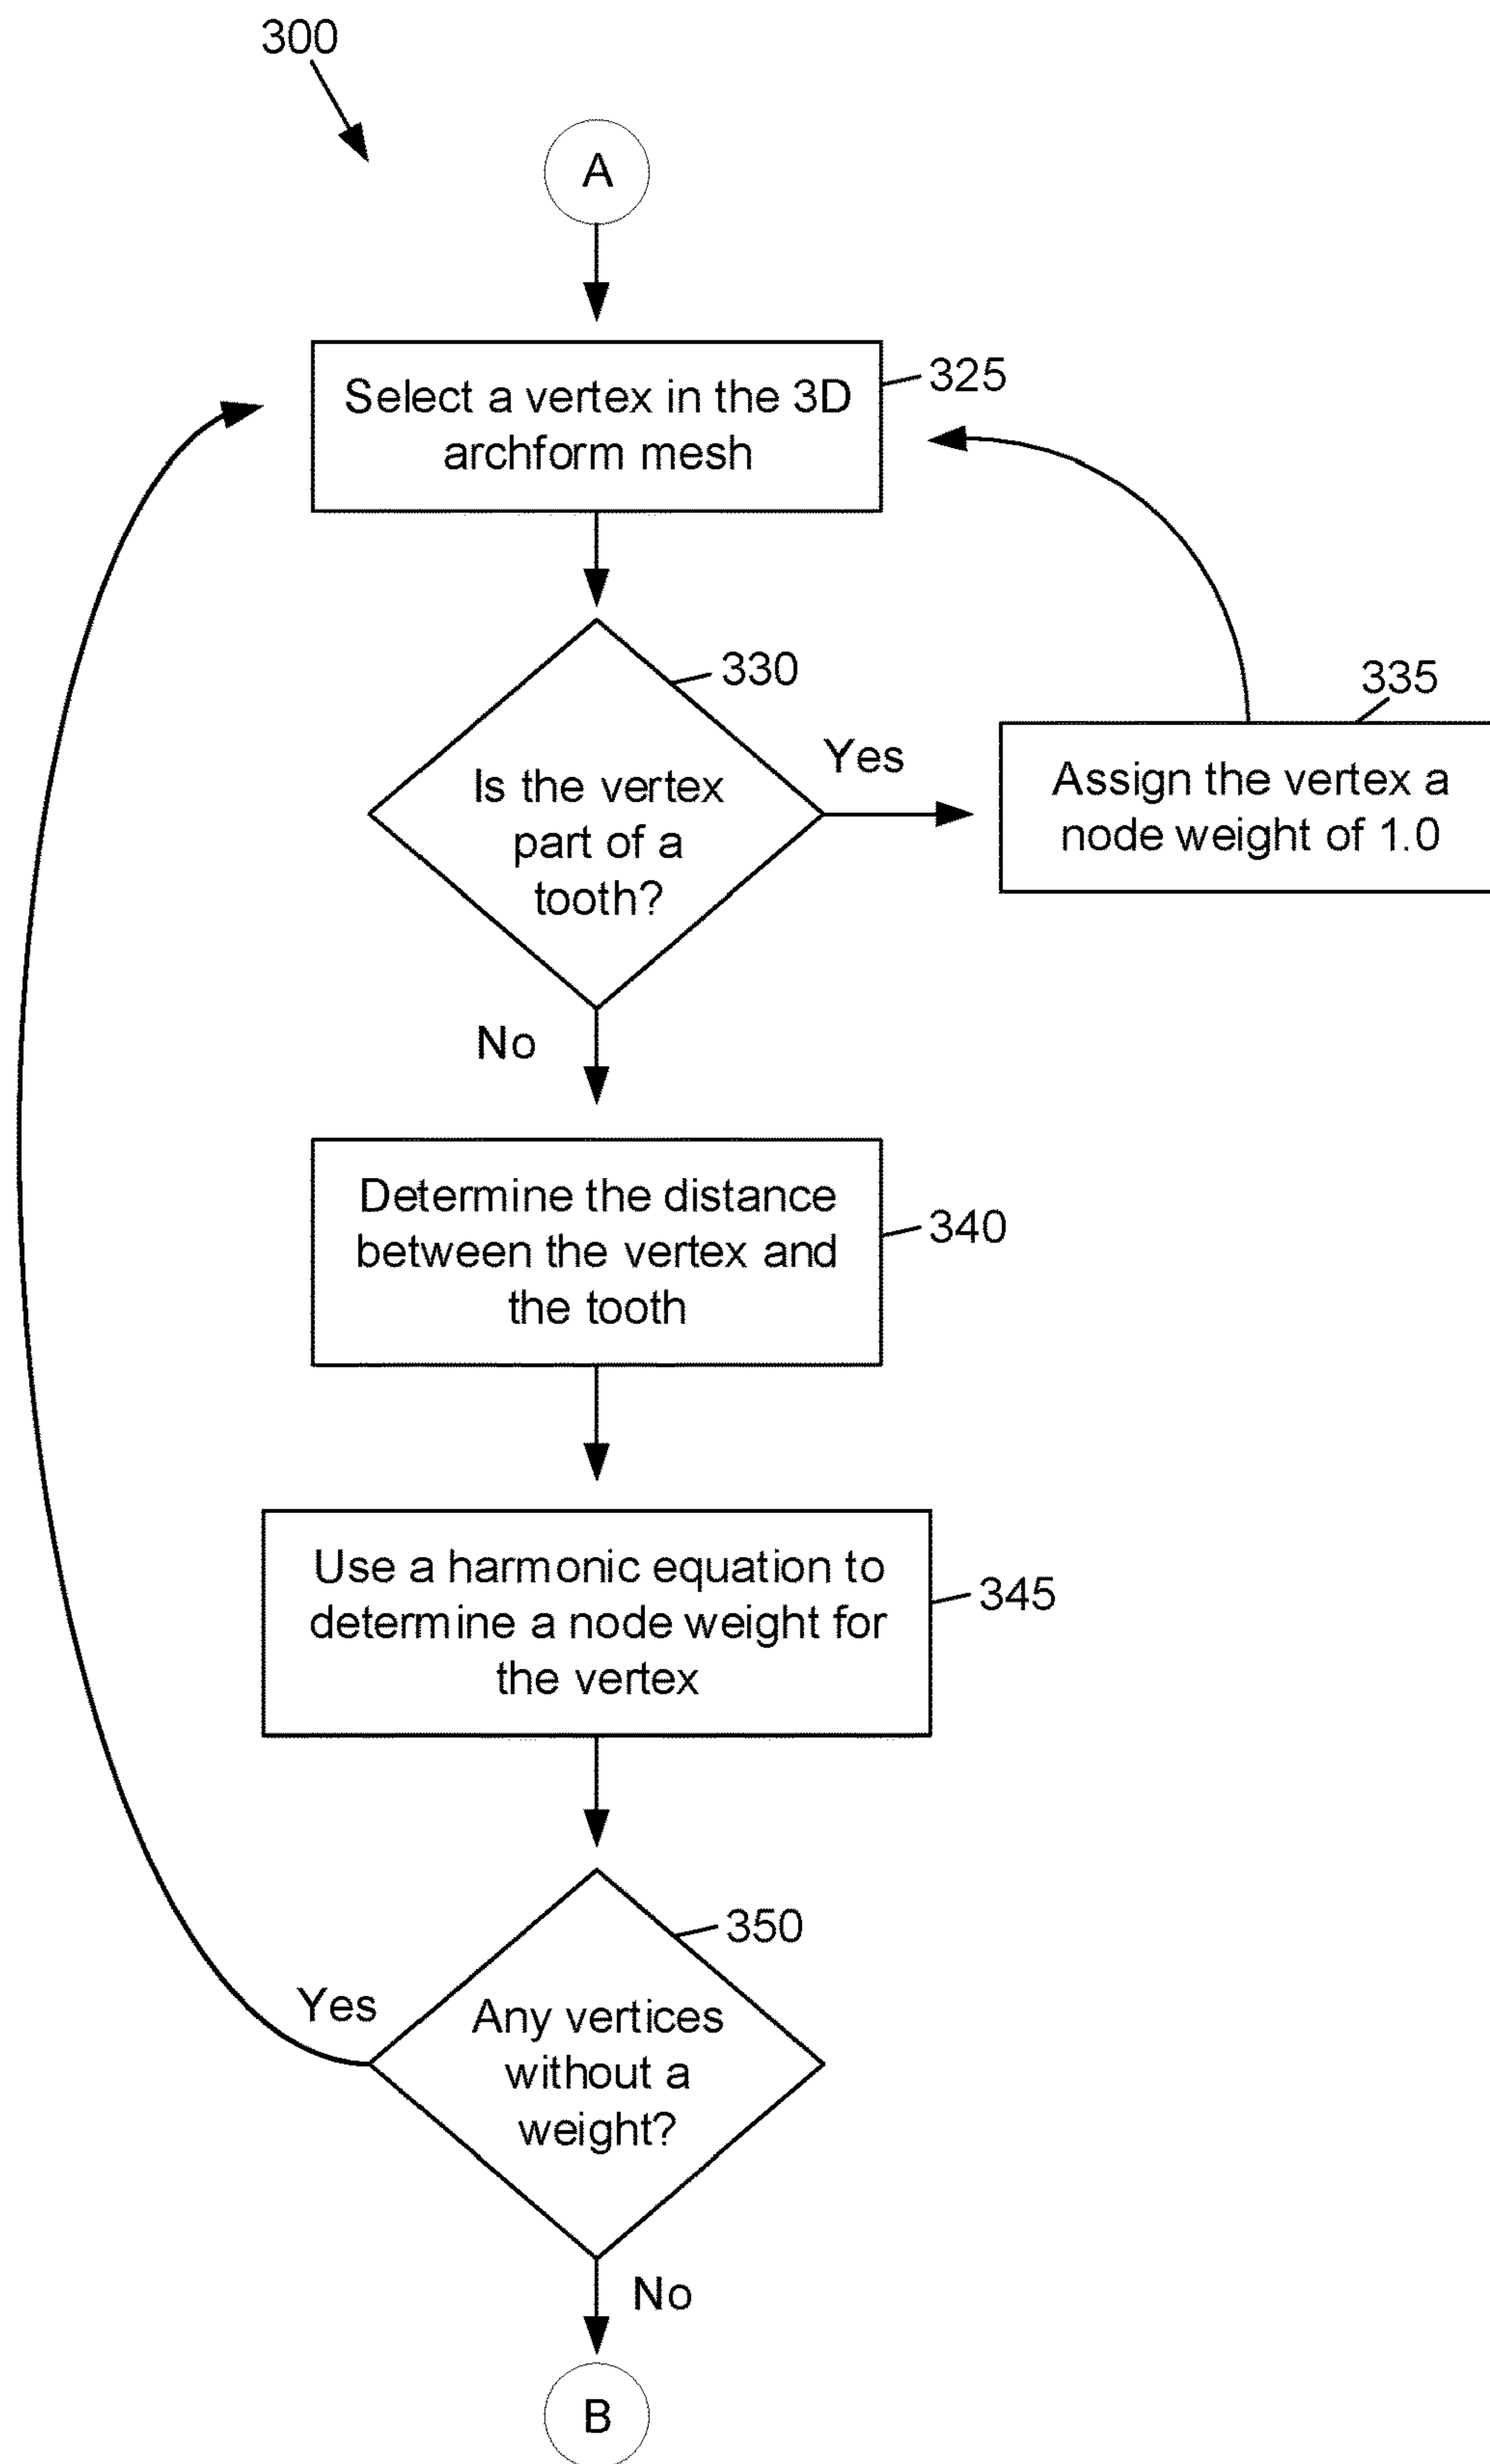 300
A
Select a vertex in the 3D
archform mesh
325
330
Is the vertex
part of a
tooth?
Yes
335
Assign the vertex a
node weight of 1.0
No
Determine the distance
between the vertex and
the tooth
340
Use a harmonic equation to
determine a node weight for
the vertex
345
350
Any vertices
without a
weight?
Yes
No
B